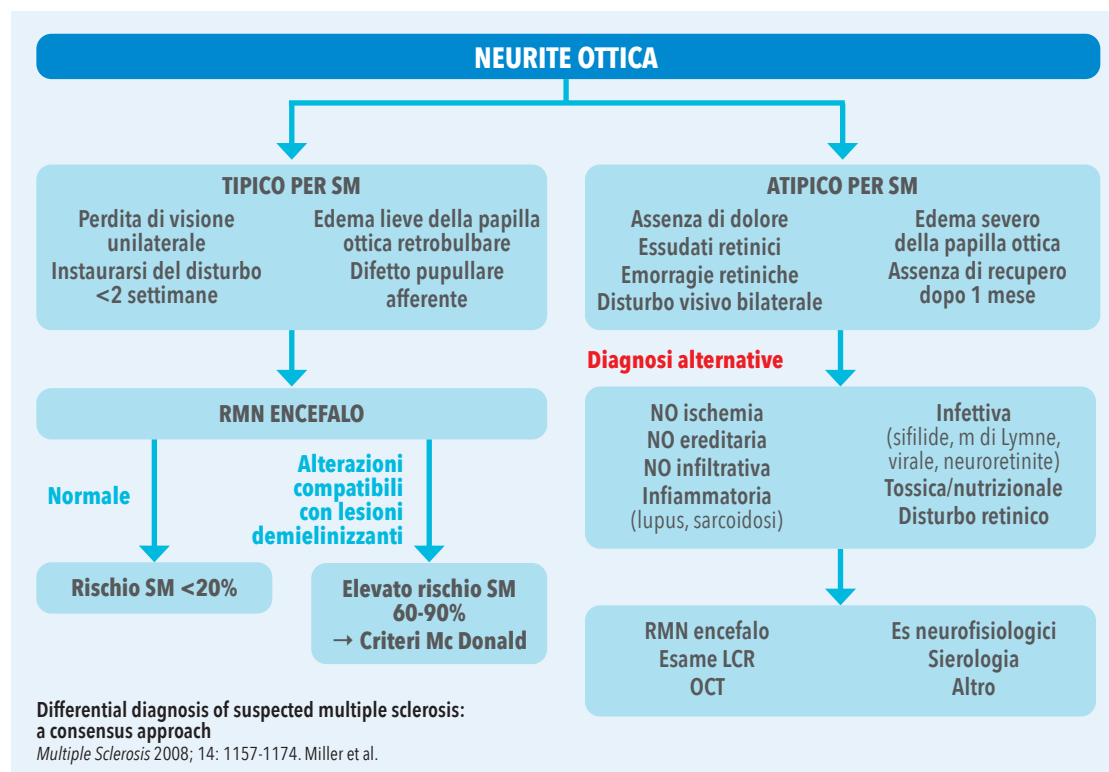 NEURITE OTTICA
TIPICO PER SM
Perdita di visione
unilaterale
Instaurarsi del disturbo
<2 settimane
Edema lieve della papilla
ottica retrobulbare
Difetto pupullare
afferente
ATIPICO PER SM
Assenza di dolore
Essudati retinici
Emorragie retiniche
Disturbo visivo bilaterale
Edema severo
della papilla ottica
Assenza di recupero
dopo 1 mese
RMN ENCEFALO
Normale
Alterazioni
compatibili
con lesioni
demielinizzanti
Rischio SM <20%
Elevato rischio SM
60-90%
→ Criteri Mc Donald
Diagnosi alternative
NO ischemia
NO ereditaria
NO infiltrativa
Infiammatoria
(lupus, sarcoidosi)
Infettiva
(sifilide, m di Lymne,
virale, neuroretinite)
Tossica/nutrizionale
Disturbo retinico
RMN encefalo
Esame LCR
OCT
Es neurofisiologici
Sierologia
Altro
Differential diagnosis of suspected multiple sclerosis:
a consensus approach
Multiple Sclerosis 2008; 14: 1157-1174. Miller et al.